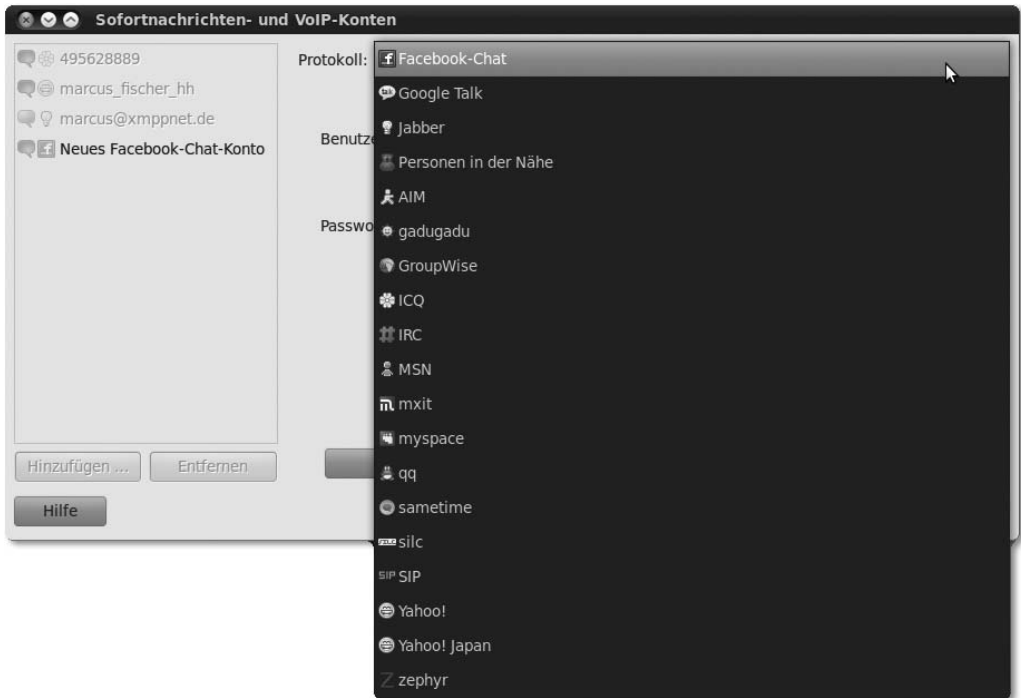 Sofortnachrichten- und VoIP-Konten
495628889
marcus_fischer_hh
marcus@xmppnet.de
Neues Facebook-Chat-Konto
Hinzufügen ...
Entfernen
Hilfe
Protokoll:
Benutze
Passwo
Facebook-Chat
Google Talk
Jabber
Personen in der Nähe
AIM
gadugadu
GroupWise
ICQ
IRC
MSN
mxit
myspace
qq
sametime
silc
SIP SIP
Yahoo!
Yahoo! Japan
zephyr